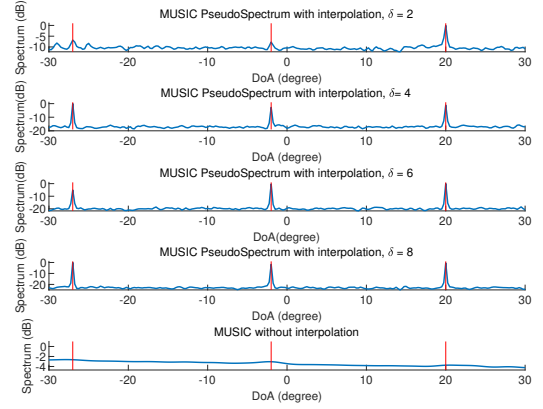 MUSIC PseudoSpectrum with interpolation, δ = 2
Spectrum (dB)
0
-5
-10
-30 -20 -10 0 10 20 30
DoA (degree)
MUSIC PseudoSpectrum with interpolation, δ= 4
Spectrum(dB)
0
-10
-20
-30 -20 -10 0 10 20 30
DoA (degree)
MUSIC PseudoSpectrum with interpolation, δ = 6
Spectrum(dB)
0
-10
-20
-30 -20 -10 0 10 20 30
DoA(degree)
MUSIC PseudoSpectrum with interpolation, δ = 8
Spectrum (dB)
0
-10
-20
-30 -20 -10 0 10 20 30
DoA (degree)
MUSIC without interpolation
Spectrum (dB)
0
-2
-4
-30 -20 -10 0 10 20 30
DoA (degree)